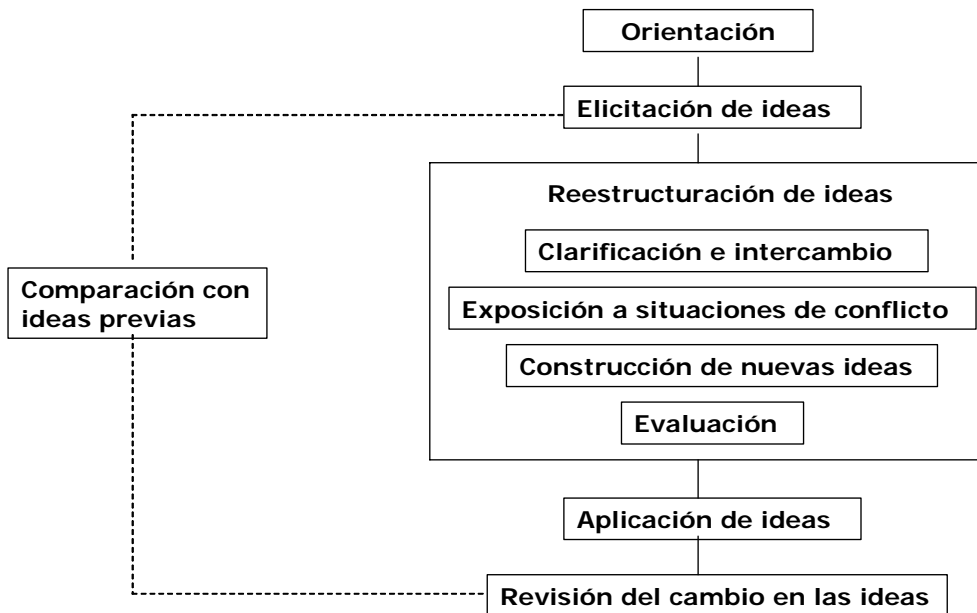 Orientación
Elicitación de ideas
Reestructuración de ideas
Clarificación e intercambio
Comparación con
ideas previas
Exposición a situaciones de conflicto
Construcción de nuevas ideas
Evaluación
Aplicación de ideas
Revisión del cambio en las ideas